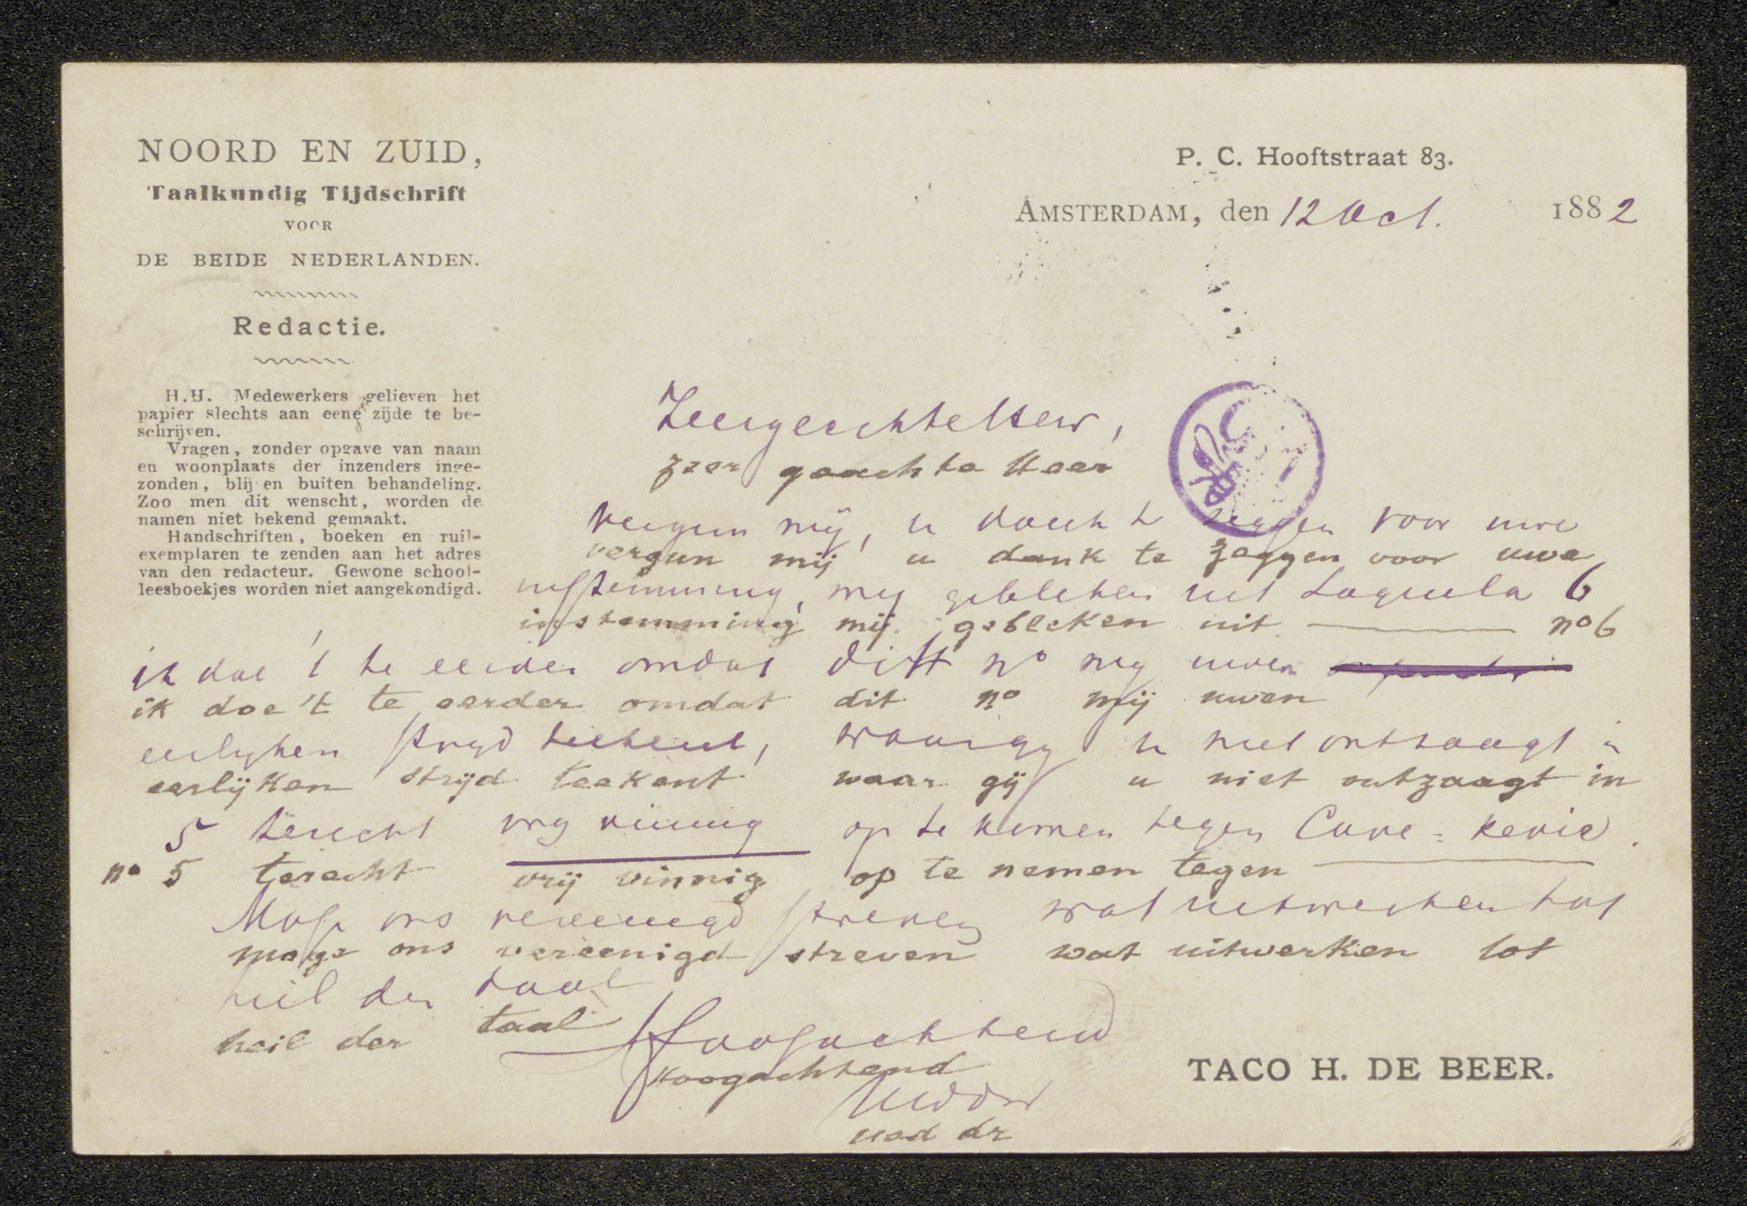 NOORD EN ZUID,
Taalkundig Tijdschrift
VOOR
DE BEIDE NEDERLANDEN.
Redactie.
H.H. Medewerkers gelieven het
papier slechts aan eene zijde te be-
schrijven.
Vragen, zonder opgave van naam
en woonplaats der inzenders inge-
zonden, blijven buiten behandeling.
Zoo men dit wenscht, worden de
namen niet bekend gemaakt.
Handschriften, boeken en ruil-
exemplaren te zenden aan het adres
van den redacteur. Gewone school-
leesboekjes worden niet aangekondigd.
P. C. Hooftstraat 83.
AMSTERDAM, den 12 Oct. 1882
Zeergeachte Heer,
zeer geachte Heer
Vergun mij, u dank te zeggen voor uwe
vergun mij u dank te zeggen voor uwe
instemming, mij gebleken uit Loquela 6
instemming mij gebleken uit no 6
ik doe 't te eerder omdat dit no mij uwen
ik doe 't te eerder omdat dit no mij uwen
eerlijken strijd teekent, waar gij u niet ontzaagt in
eerlijken strijd teekent waar gij u niet ontzaagt in
5 terecht vrij vinnig op te komen tegen
no 5 terecht vrij vinnig op te nemen tegen
Moge ons vereenigd streven wat uitwerken tot
moge ons vereenigd streven wat uitwerken tot
heil der taal
heil der taal
Hoogachtend
Hoogachtend
uwd dr
TACO H. DE BEER.